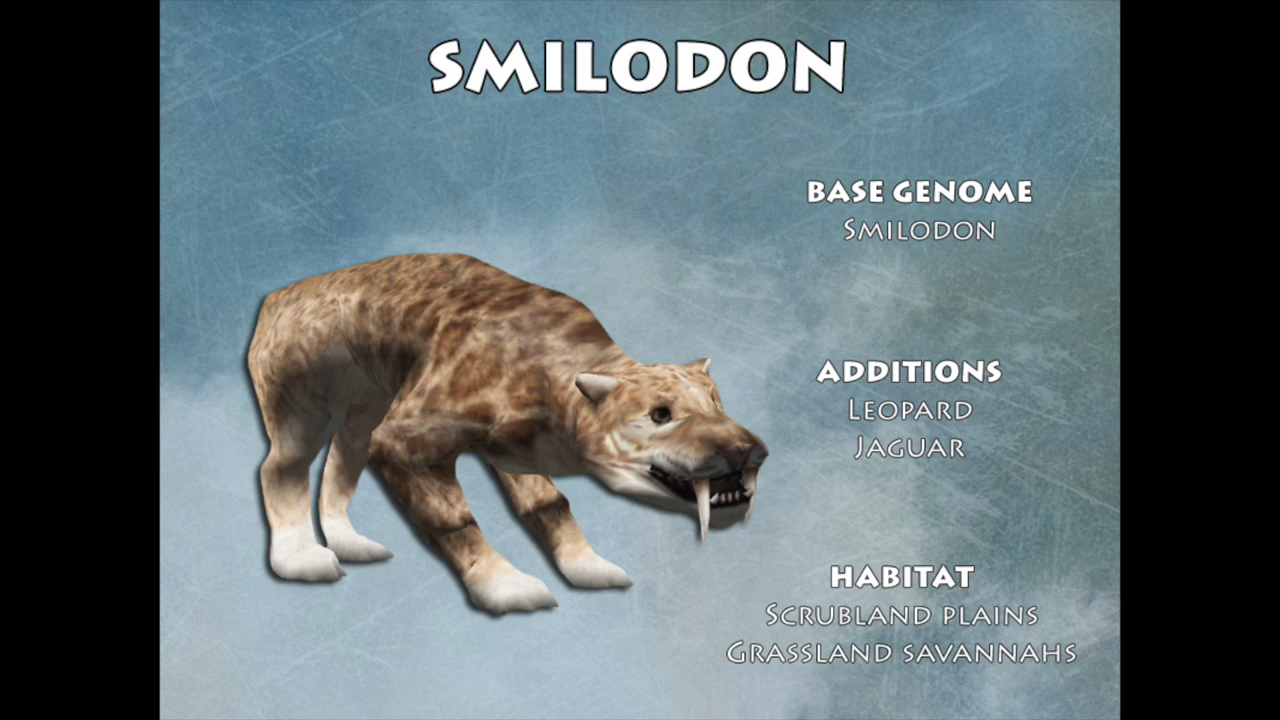 SMILODON
BASE GENOME
SMILODON
ADDITIONS
LEOPARD
JAGUAR
HABITAT
SCRUBLAND PLAINS
GRASSLAND SAVANNAHS